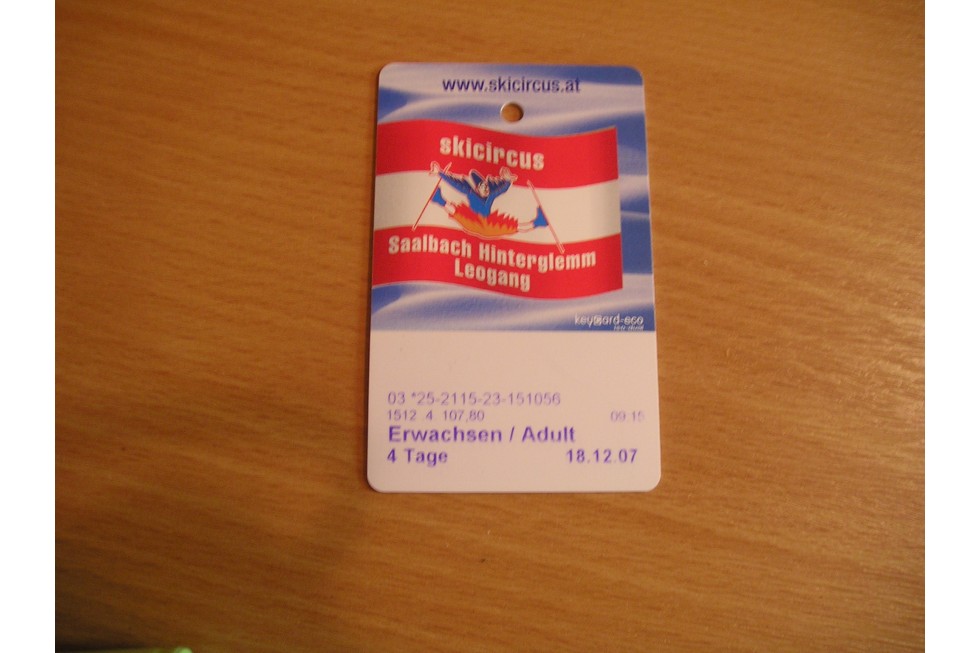 www.skicircus.at
skicircus
Saalbach Hinterglemm
Leogang
keycard-eco
03 *25-2115-23-151056
1512 4 107,80 09:15
Erwachsen / Adult
4 Tage 18.12.07